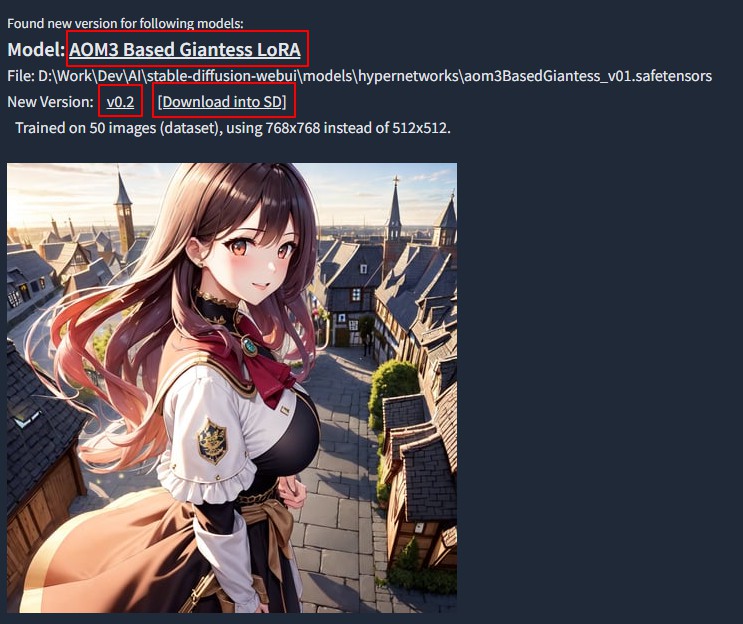 Found new version for following models:
Model: AOM3 Based Giantess LoRA
File: D:\Work\Dev\AI\stable-diffusion-webui\models\hypernetworks\aom3BasedGiantess_v01.safetensors
New Version: v0.2 [Download into SD]
Trained on 50 images (dataset), using 768x768 instead of 512x512.